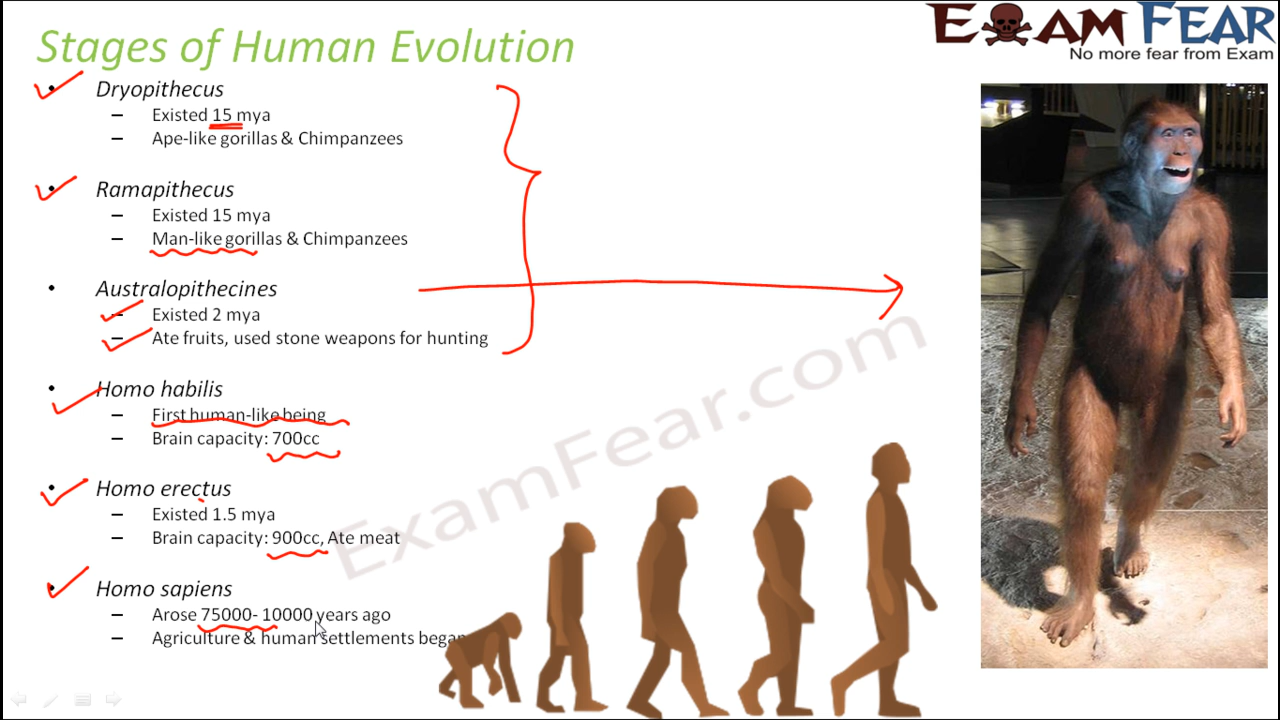 Stages of Human Evolution
EXAM FEAR
No more fear from Exam
• Dryopithecus
– Existed 15 mya
– Ape-like gorillas & Chimpanzees
• Ramapithecus
– Existed 15 mya
– Man-like gorillas & Chimpanzees
• Australopithecines
– Existed 2 mya
– Ate fruits, used stone weapons for hunting
• Homo habilis
– First human-like being
– Brain capacity: 700cc
• Homo erectus
– Existed 1.5 mya
– Brain capacity: 900cc, Ate meat
• Homo sapiens
– Arose 75000- 10000 years ago
– Agriculture & human settlements began
ExamFear.com